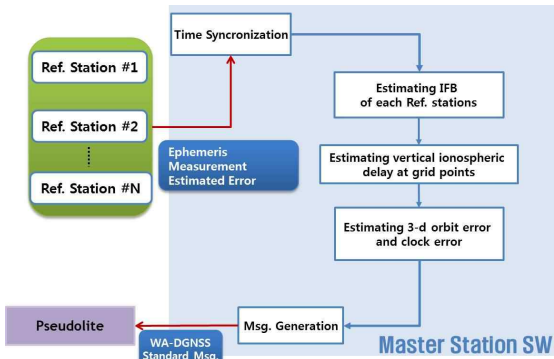 Time Syncronization
Ref. Station #1
Ref. Station #2
Ref. Station #N
Ephemeris
Measurement
Estimated Error
Estimating IFB
of each Ref. stations
Estimating vertical ionospheric
delay at grid points
Estimating 3-d orbit error
and clock error
Msg. Generation
Pseudolite
WA-DGNSS
Standard Msg.
Master Station SW